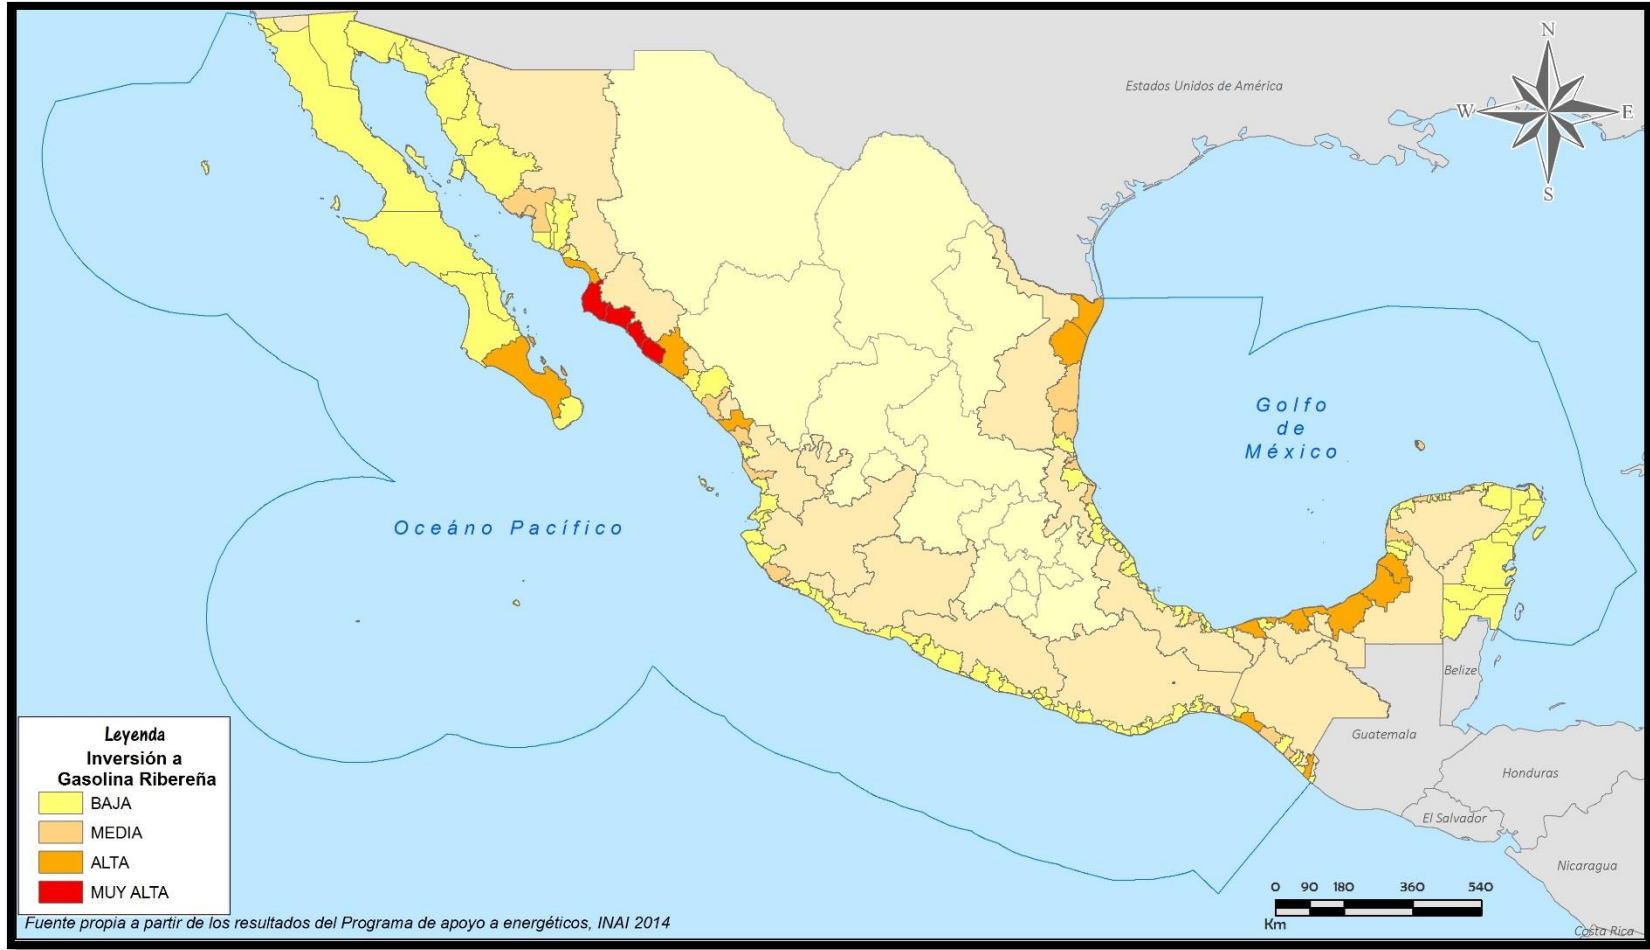 N
Estados Unidos de América
W
E
S
Golfo
de
México
Oceáno Pacífico
Belize
Guatemala
Honduras
El Salvador
Nicaragua
Costa Rica
Leyenda
Inversión a
Gasolina Ribereña
BAJA
MEDIA
ALTA
MUY ALTA
0 90 180 360 540
Km
Fuente propia a partir de los resultados del Programa de apoyo a energéticos, INAI 2014